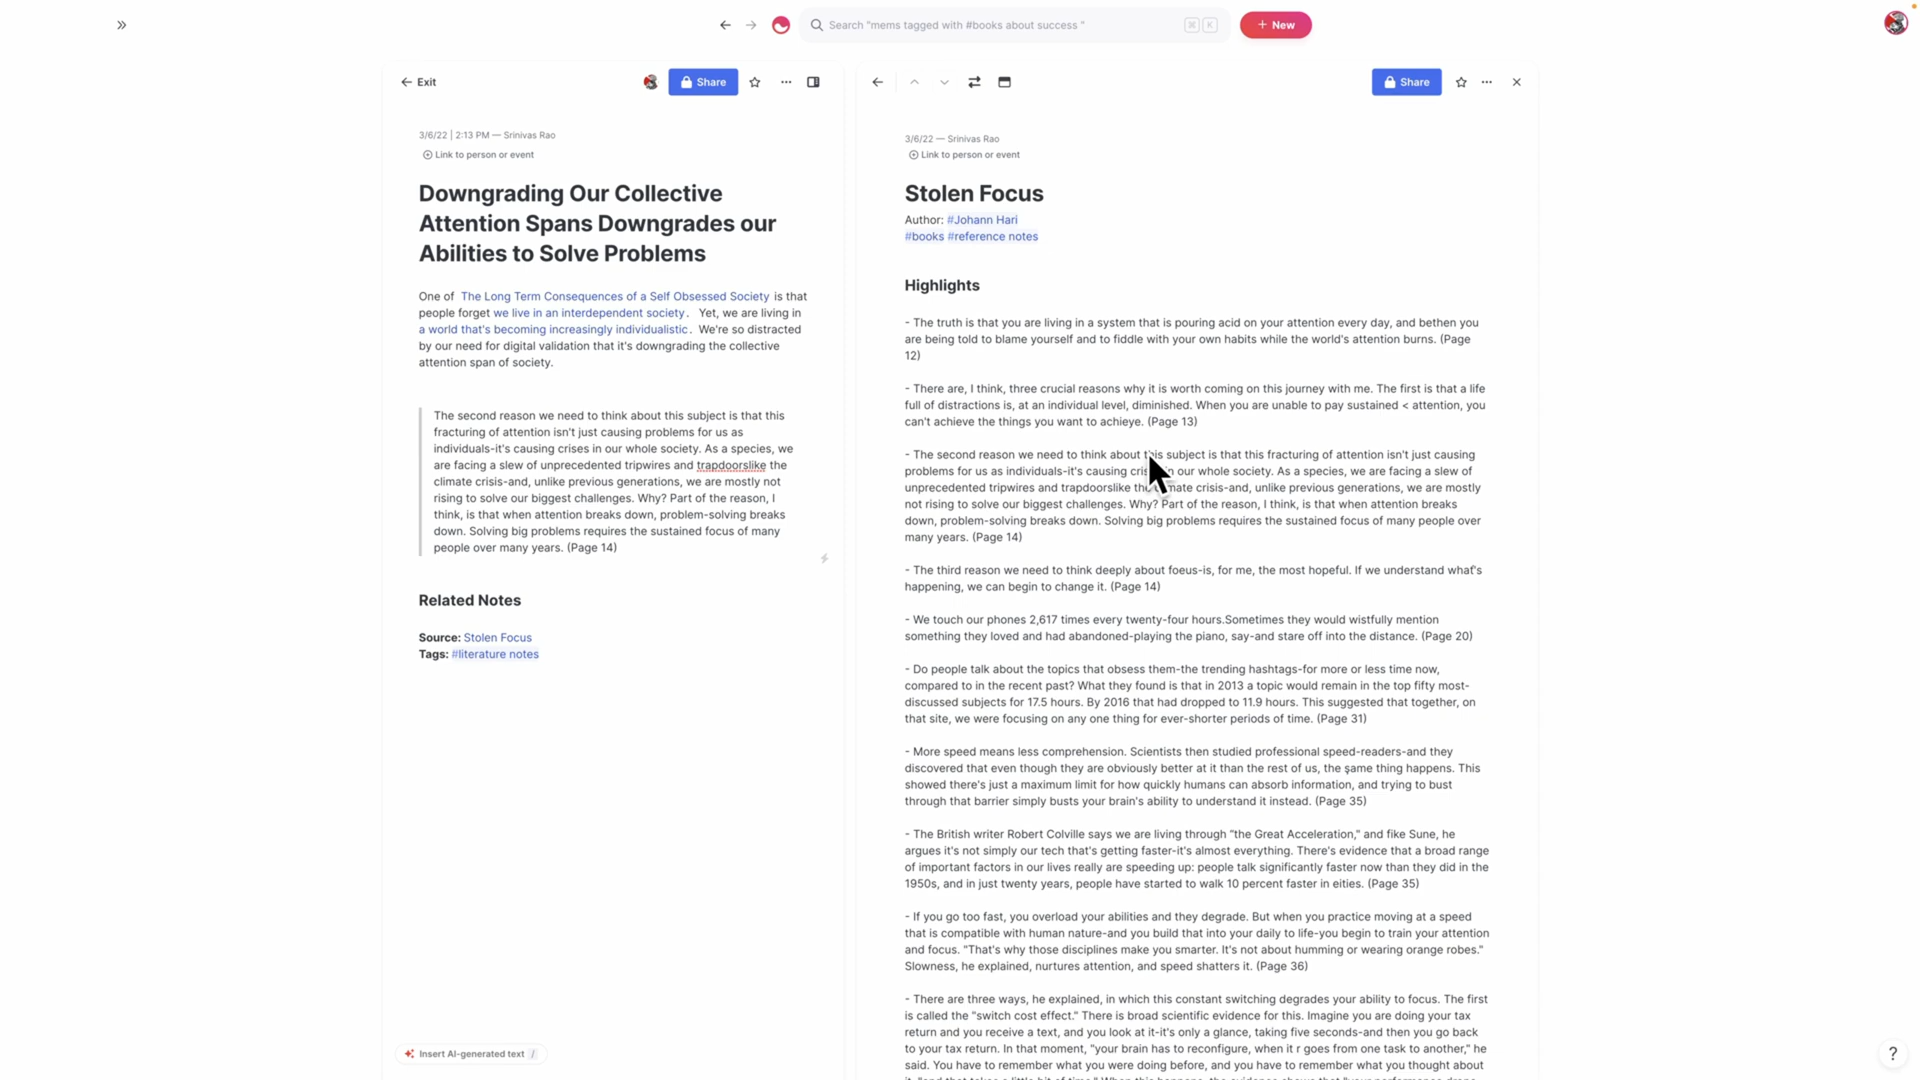 Search "mems tagged with #books about success "
⌘ K
+ New
Exit
Share
3/6/22 | 2:13 PM — Srinivas Rao
Link to person or event
Downgrading Our Collective
Attention Spans Downgrades our
Abilities to Solve Problems
One of The Long Term Consequences of a Self Obsessed Society is that
people forget we live in an interdependent society. Yet, we are living in
a world that's becoming increasingly individualistic. We're so distracted
by our need for digital validation that it's downgrading the collective
attention span of society.
The second reason we need to think about this subject is that this
fracturing of attention isn't just causing problems for us as
individuals-it's causing crises in our whole society. As a species, we
are facing a slew of unprecedented tripwires and trapdoorslike the
climate crisis-and, unlike previous generations, we are mostly not
rising to solve our biggest challenges. Why? Part of the reason, I
think, is that when attention breaks down, problem-solving breaks
down. Solving big problems requires the sustained focus of many
people over many years. (Page 14)
Related Notes
Source: Stolen Focus
Tags: #literature notes
Insert AI-generated text /
Share
3/6/22 — Srinivas Rao
Link to person or event
Stolen Focus
Author: #Johann Hari
#books #reference notes
Highlights
- The truth is that you are living in a system that is pouring acid on your attention every day, and bethen you
are being told to blame yourself and to fiddle with your own habits while the world's attention burns. (Page
12)
- There are, I think, three crucial reasons why it is worth coming on this journey with me. The first is that a life
full of distractions is, at an individual level, diminished. When you are unable to pay sustained < attention, you
can't achieve the things you want to achieve. (Page 13)
- The second reason we need to think about this subject is that this fracturing of attention isn't just causing
problems for us as individuals-it's causing in our whole society. As a species, we are facing a slew of
unprecedented tripwires and trapdoorslike the climate crisis-and, unlike previous generations, we are mostly
not rising to solve our biggest challenges. Why? Part of the reason, I think, is that when attention breaks
down, problem-solving breaks down. Solving big problems requires the sustained focus of many people over
many years. (Page 14)
- The third reason we need to think deeply about foeus-is, for me, the most hopeful. If we understand what's
happening, we can begin to change it. (Page 14)
- We touch our phones 2,617 times every twenty-four hours.Sometimes they would wistfully mention
something they loved and had abandoned-playing the piano, say-and stare off into the distance. (Page 20)
- Do people talk about the topics that obsess them-the trending hashtags-for more or less time now,
compared to in the recent past? What they found is that in 2013 a topic would remain in the top fifty most-
discussed subjects for 17.5 hours. By 2016 that had dropped to 11.9 hours. This suggested that together, on
that site, we were focusing on any one thing for ever-shorter periods of time. (Page 31)
- More speed means less comprehension. Scientists then studied professional speed-readers-and they
discovered that even though they are obviously better at it than the rest of us, the şame thing happens. This
showed there's just a maximum limit for how quickly humans can absorb information, and trying to bust
through that barrier simply busts your brain's ability to understand it instead. (Page 35)
- The British writer Robert Colville says we are living through "the Great Acceleration," and fike Sune, he
argues it's not simply our tech that's getting faster-it's almost everything. There's evidence that a broad range
of important factors in our lives really are speeding up: people talk significantly faster now than they did in the
1950s, and in just twenty years, people have started to walk 10 percent faster in eities. (Page 35)
- If you go too fast, you overload your abilities and they degrade. But when you practice moving at a speed
that is compatible with human nature-and you build that into your daily to life-you begin to train your attention
and focus. "That's why those disciplines make you smarter. It's not about humming or wearing orange robes."
Slowness, he explained, nurtures attention, and speed shatters it. (Page 36)
- There are three ways, he explained, in which this constant switching degrades your ability to focus. The first
is called the "switch cost effect." There is broad scientific evidence for this. Imagine you are doing your tax
return and you receive a text, and you look at it-it's only a glance, taking five seconds-and then you go back
to your tax return. In that moment, "your brain has to reconfigure, when it r goes from one task to another," he
said. You have to remember what you were doing before, and you have to remember what you thought about
?